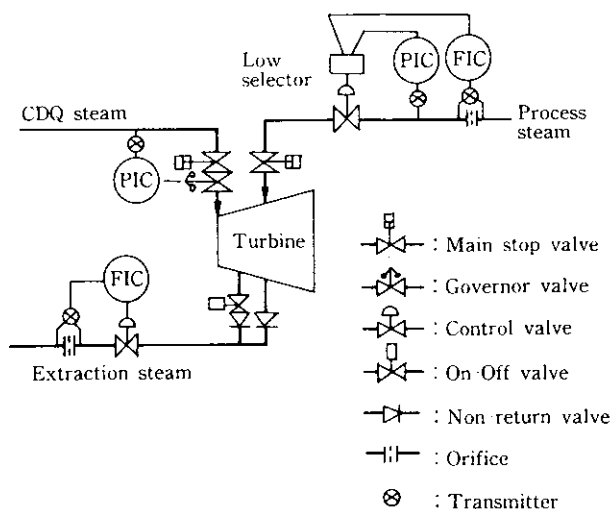 Low
selector
PIC
FIC
CDQ steam
Process
steam
PIC
Turbine
FIC
Extraction steam
: Main stop valve
: Governor valve
: Control valve
: On Off valve
: Non return valve
: Orifice
: Transmitter